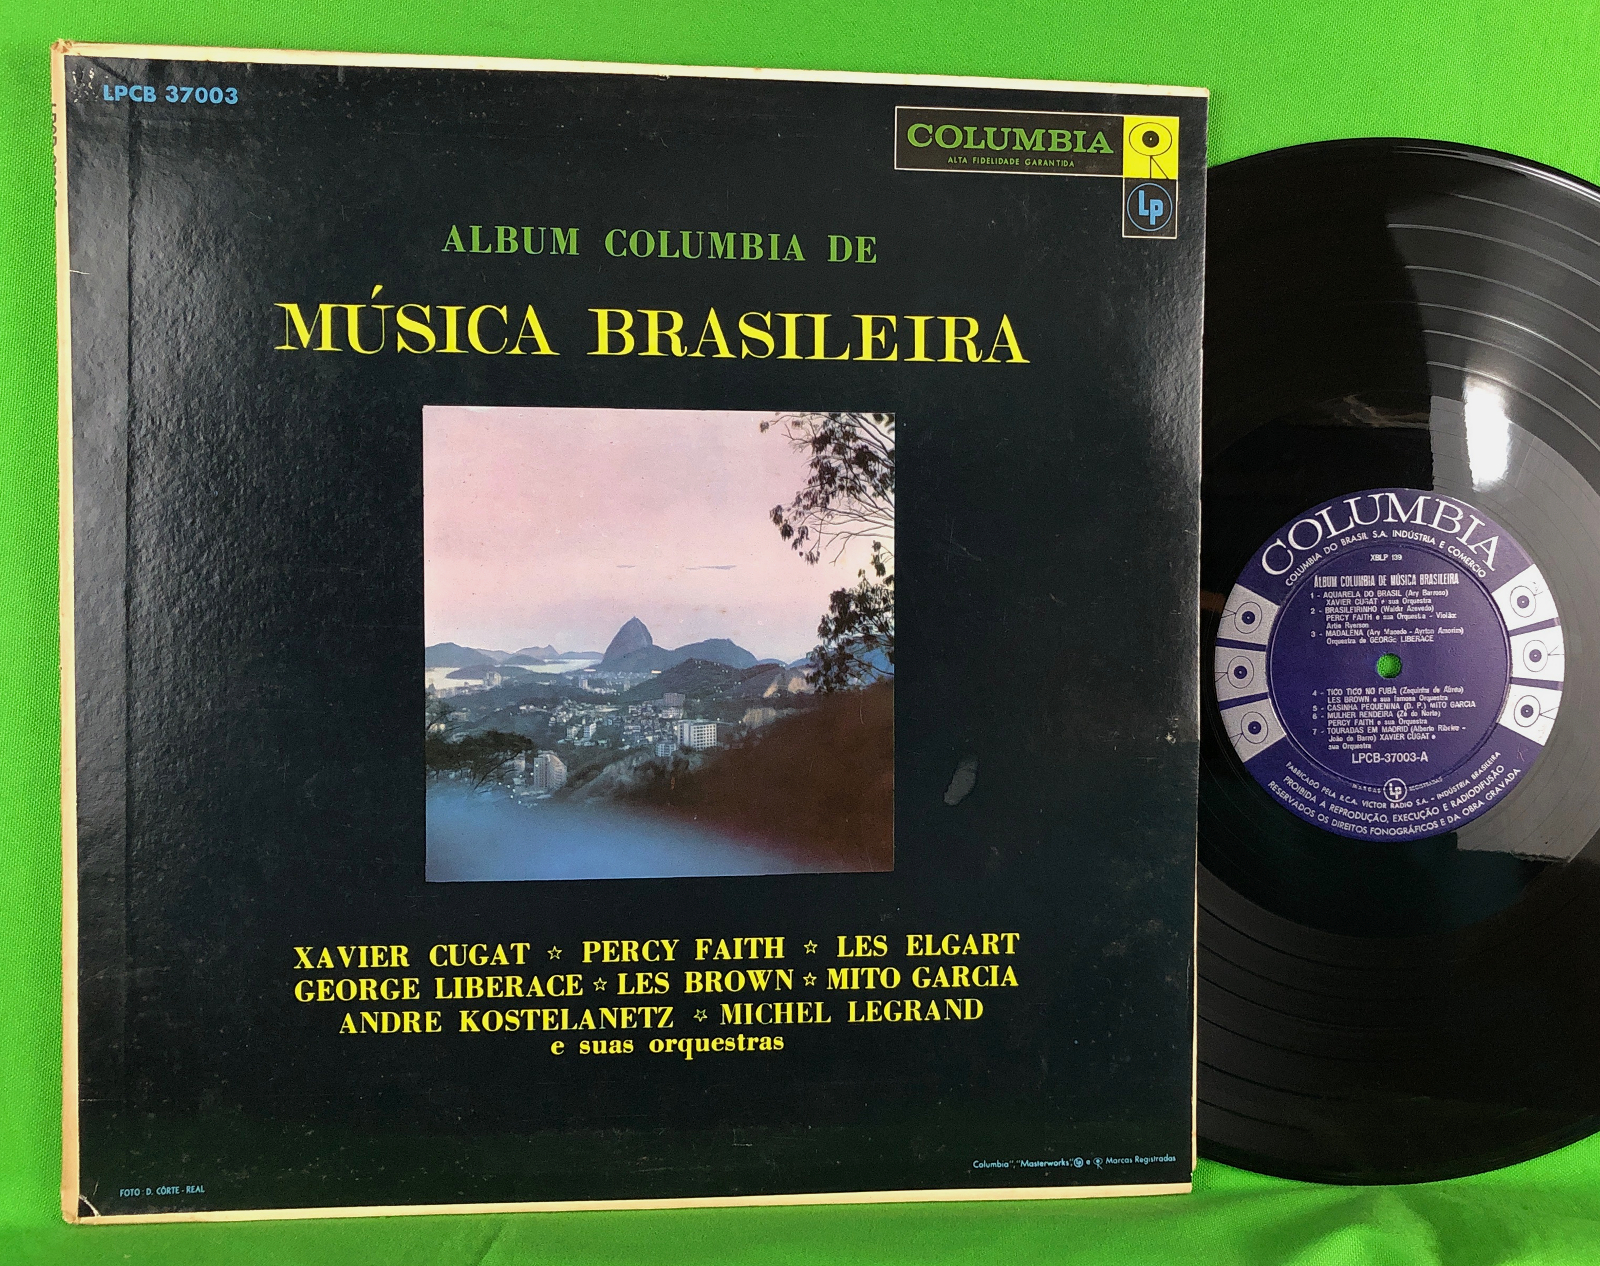 LPCB 37003
COLUMBIA
ALTA FIDELIDADE GARANTIDA
Lp
ALBUM COLUMBIA DE
MÚSICA BRASILEIRA
XAVIER CUGAT ☆ PERCY FAITH ☆ LES ELGART
GEORGE LIBERACE ☆ LES BROWN ☆ MITO GARCIA
ANDRE KOSTELANETZ ☆ MICHEL LEGRAND
e suas orquestras
FOTO: D. CÔRTE - REAL
Columbia", "Masterworks", Lp e Marcas Registradas
COLUMBIA
COLUMBIA DO BRASIL S.A. INDÚSTRIA E COMERCIO
XBLP 139
ÁLBUM COLUMBIA DE MÚSICA BRASILEIRA
1 - AQUARELA DO BRASIL (Ary Barroso)
XAVIER CUGAT e sua Orquestra
2 - BRASILEIRINHO (Waldir Azevedo)
PERCY FAITH e sua Orquestra - Violão:
Artie Ryerson
3 - MADALENA (Ary Macedo - Ayrton Amorim)
Orquestra de GEORGE LIBERACE
4 - TICO TICO NO FUBÁ (Zequinha de Abreu)
LES BROWN e sua famosa Orquestra
5 - CASINHA PEQUENINA (D. P.) MITO GARCIA
6 - MULHER RENDEIRA (Zé do Norte)
PERCY FAITH e sua Orquestra
7 - TOURADAS EM MADRID (Alberto Ribeiro -
João de Barro) XAVIER CUGAT e
sua Orquestra
LPCB-37003-A
MARCAS Lp REGISTRADAS
FABRICADO PELA R.C.A. VICTOR RADIO S.A. - INDÚSTRIA BRASILEIRA
PROIBIDA A REPRODUÇÃO, EXECUÇÃO E RADIODIFUSÃO
RESERVADOS OS DIREITOS FONOGRÁFICOS E DA OBRA GRAVADA